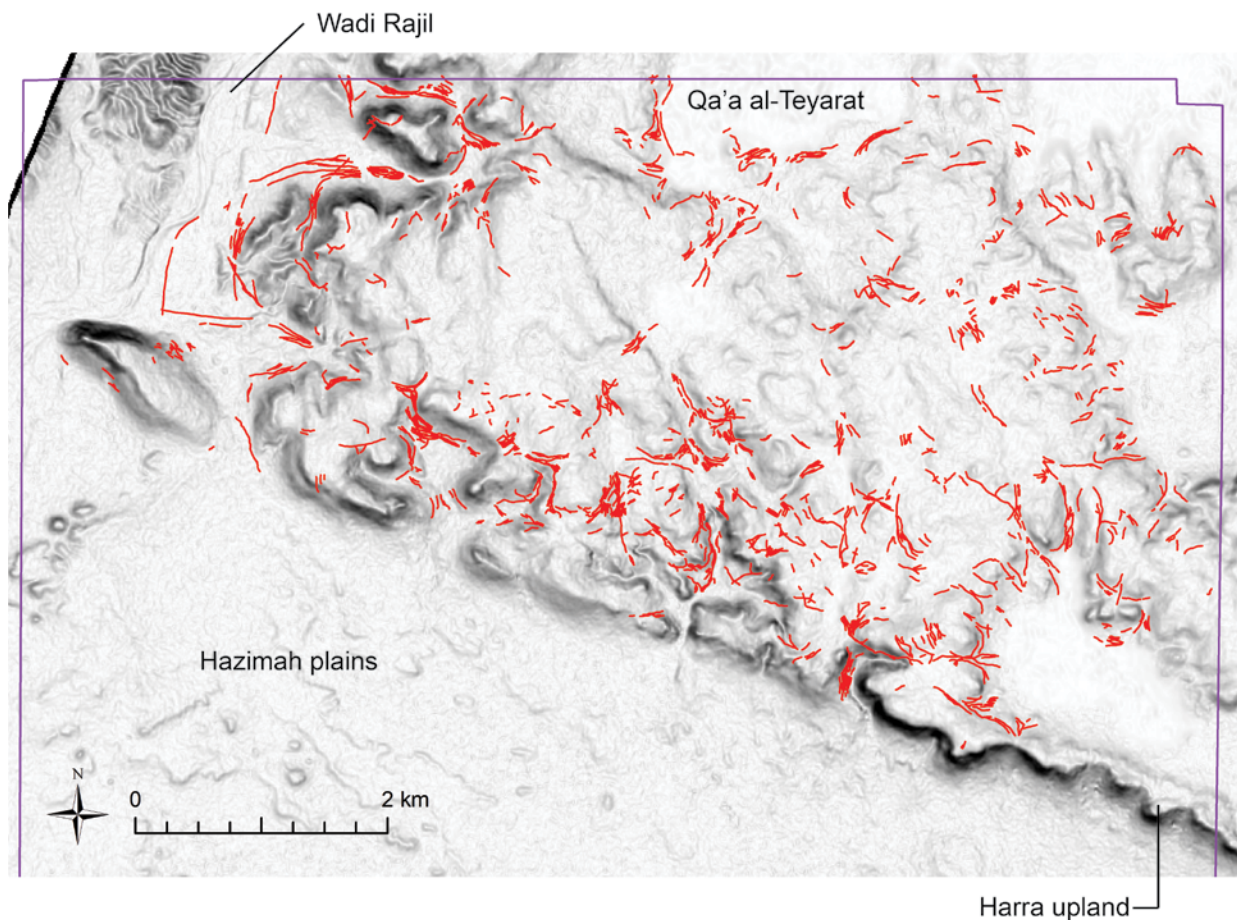 Wadi Rajil
Qa'a al-Teyarat
Hazimah plains
N
0 2 km
Harra upland